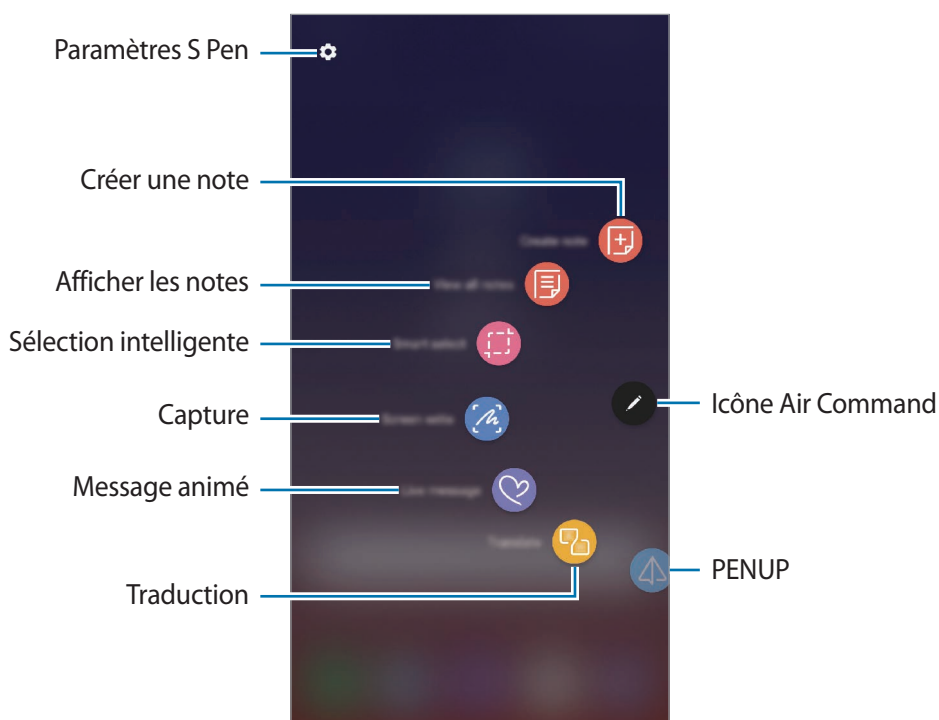 Paramètres S Pen
Créer une note
Create note
Afficher les notes
View all notes
Sélection intelligente
Smart select
Icône Air Command
Capture
Screen write
Message animé
Live message
Translate
PENUP
Traduction